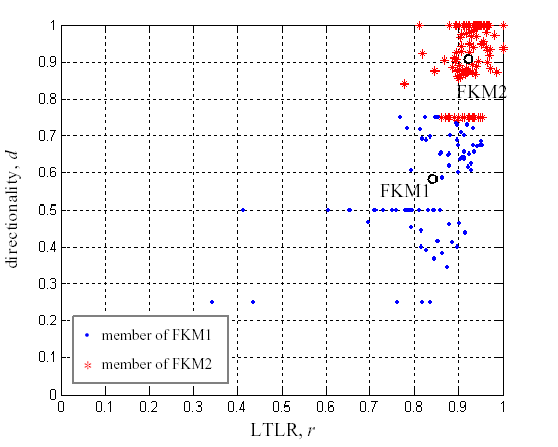 1
0.9
0.8
0.7
0.6
0.5
0.4
0.3
0.2
0.1
0
directionality, d
FKM2
FKM1
member of FKM1
member of FKM2
0 0.1 0.2 0.3 0.4 0.5 0.6 0.7 0.8 0.9 1
LTLR, r